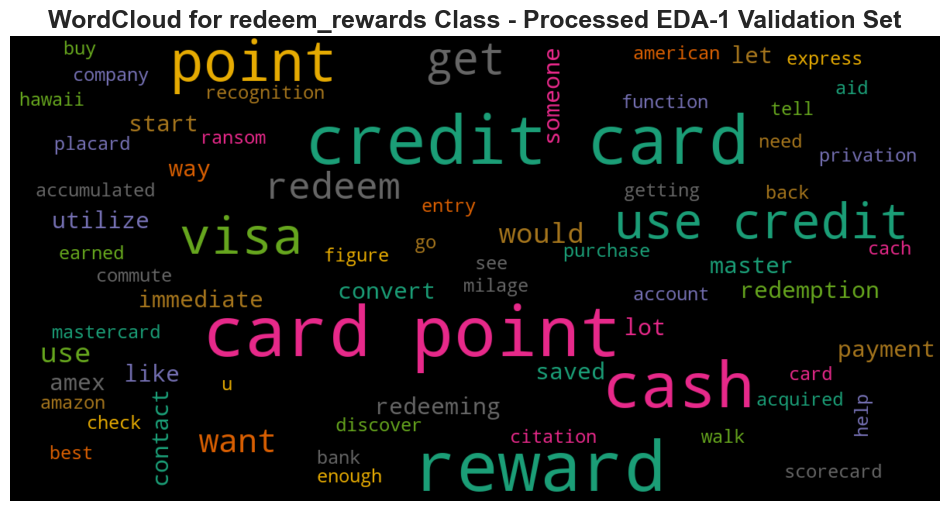 WordCloud for redeem_rewards Class - Processed EDA-1 Validation Set
buy
point
get
american
let
express
company
hawaii
recognition
someone
function
aid
tell
start
placard
ransom
credit card
need
privation
way
accumulated
redeem
getting
back
utilize
entry
use credit
earned
visa
figure
go
would
purchase
cach
commute
see
master
immediate
convert
milage
account
redemption
mastercard
card point
lot
use
payment
amex
like
u
saved
cash
card
amazon
check
contact
redeeming
acquired
help
discover
best
want
citation
walk
bank
enough
reward
scorecard